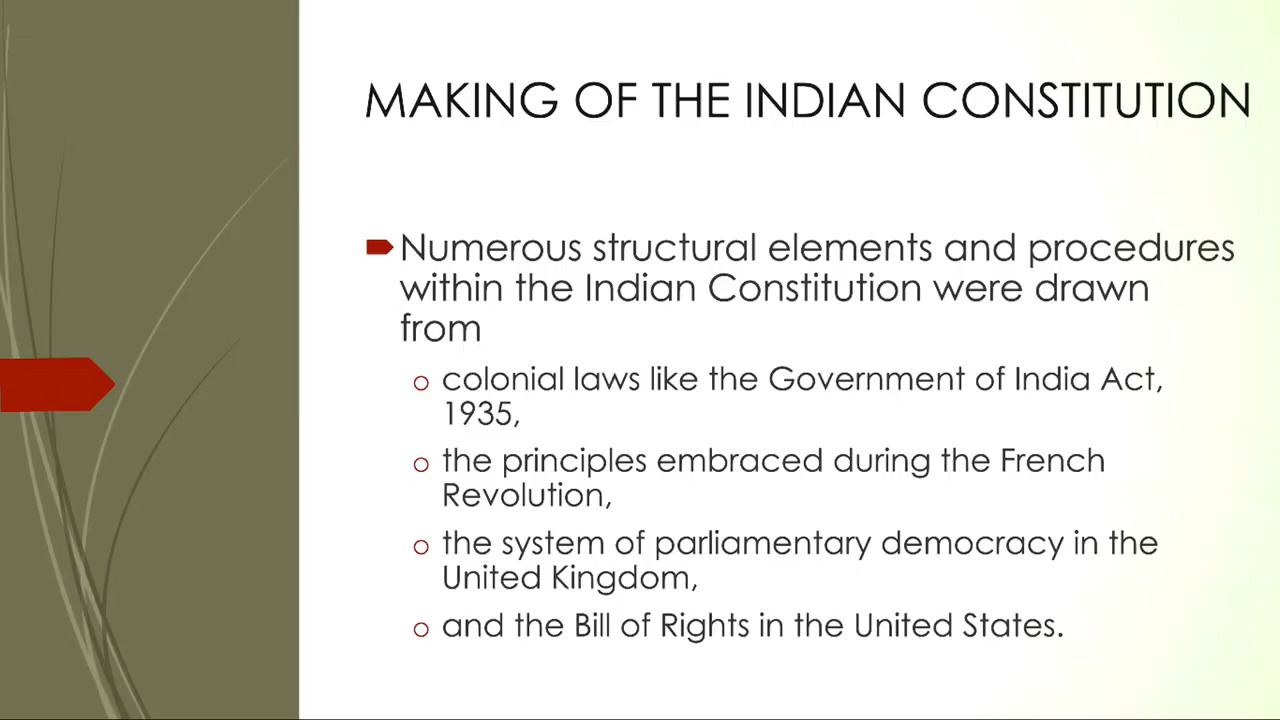 MAKING OF THE INDIAN CONSTITUTION
Numerous structural elements and procedures
within the Indian Constitution were drawn
from
colonial laws like the Government of India Act,
1935,
the principles embraced during the French
Revolution,
the system of parliamentary democracy in the
United Kingdom,
and the Bill of Rights in the United States.